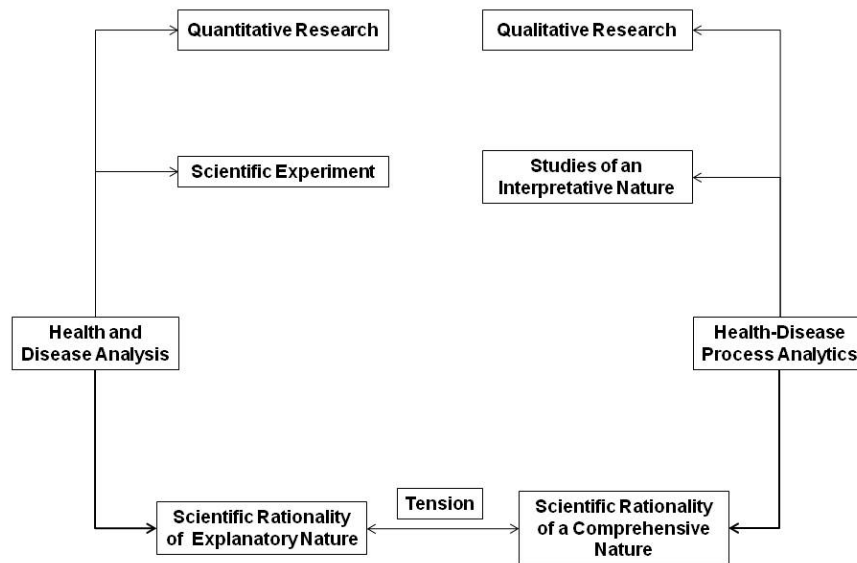 Quantitative Research
Qualitative Research
Scientific Experiment
Studies of an
Interpretative Nature
Health and
Disease Analysis
Health-Disease
Process Analytics
Tension
Scientific Rationality
of Explanatory Nature
Scientific Rationality
of a Comprehensive
Nature